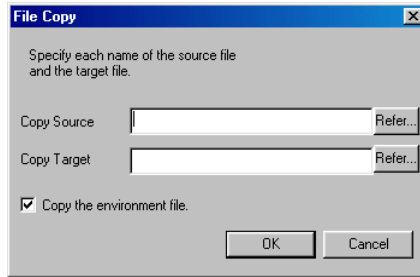 File Copy
Specify each name of the source file
and the target file.
Copy Source
Refer...
Copy Target
Refer...
Copy the environment file.
OK
Cancel